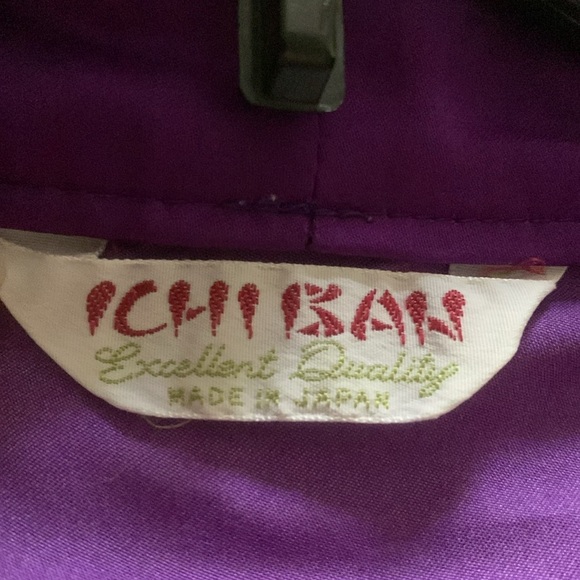 ICHI BAN
Excellent Quality
MADE IN JAPAN